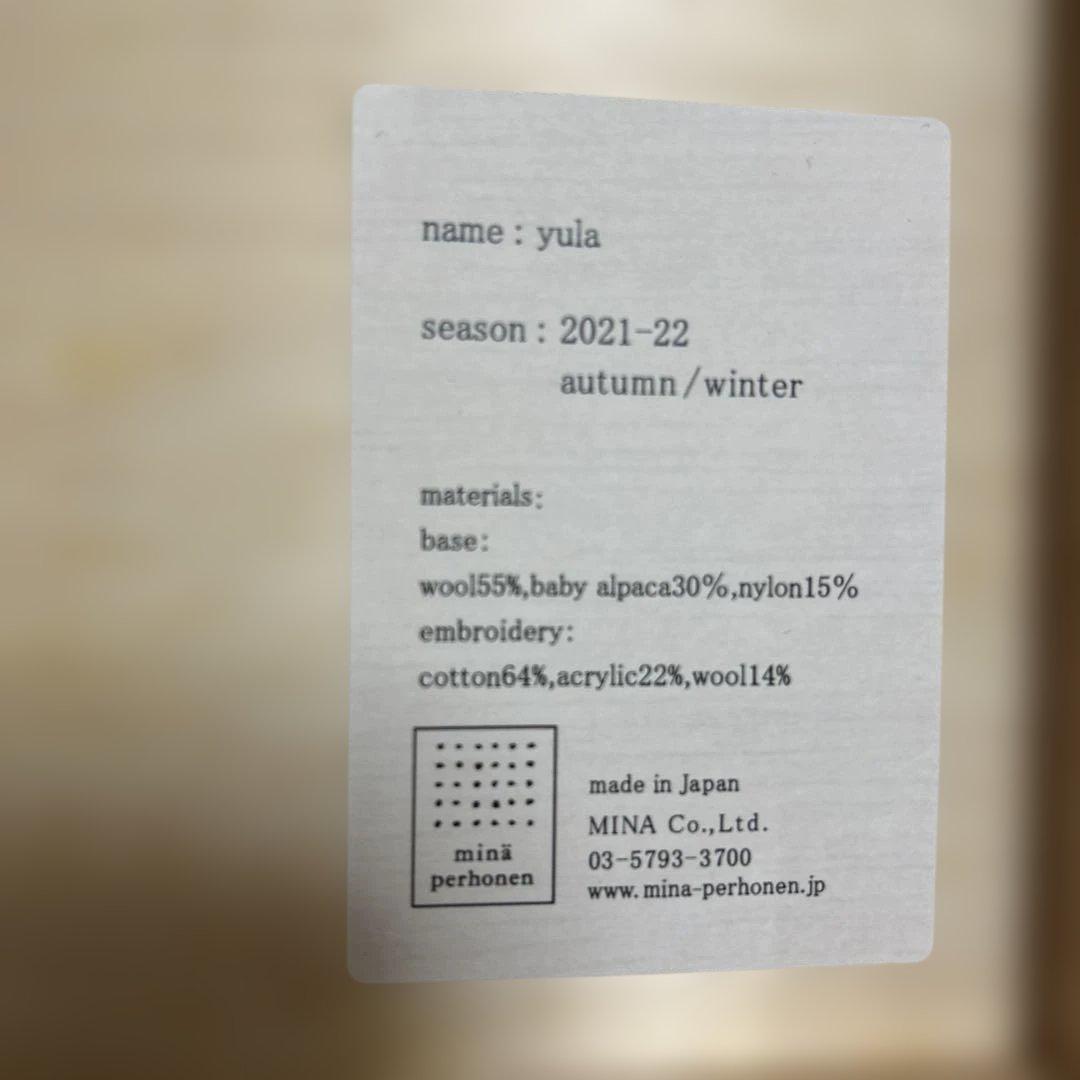 name : yula
season : 2021-22
autumn/winter
materials:
base:
wool55%,baby alpaca30%,nylon15%
embroidery:
cotton64%,acrylic22%,wool14%
minä
perhonen
made in Japan
MINA Co.,Ltd.
03-5793-3700
www.mina-perhonen.jp